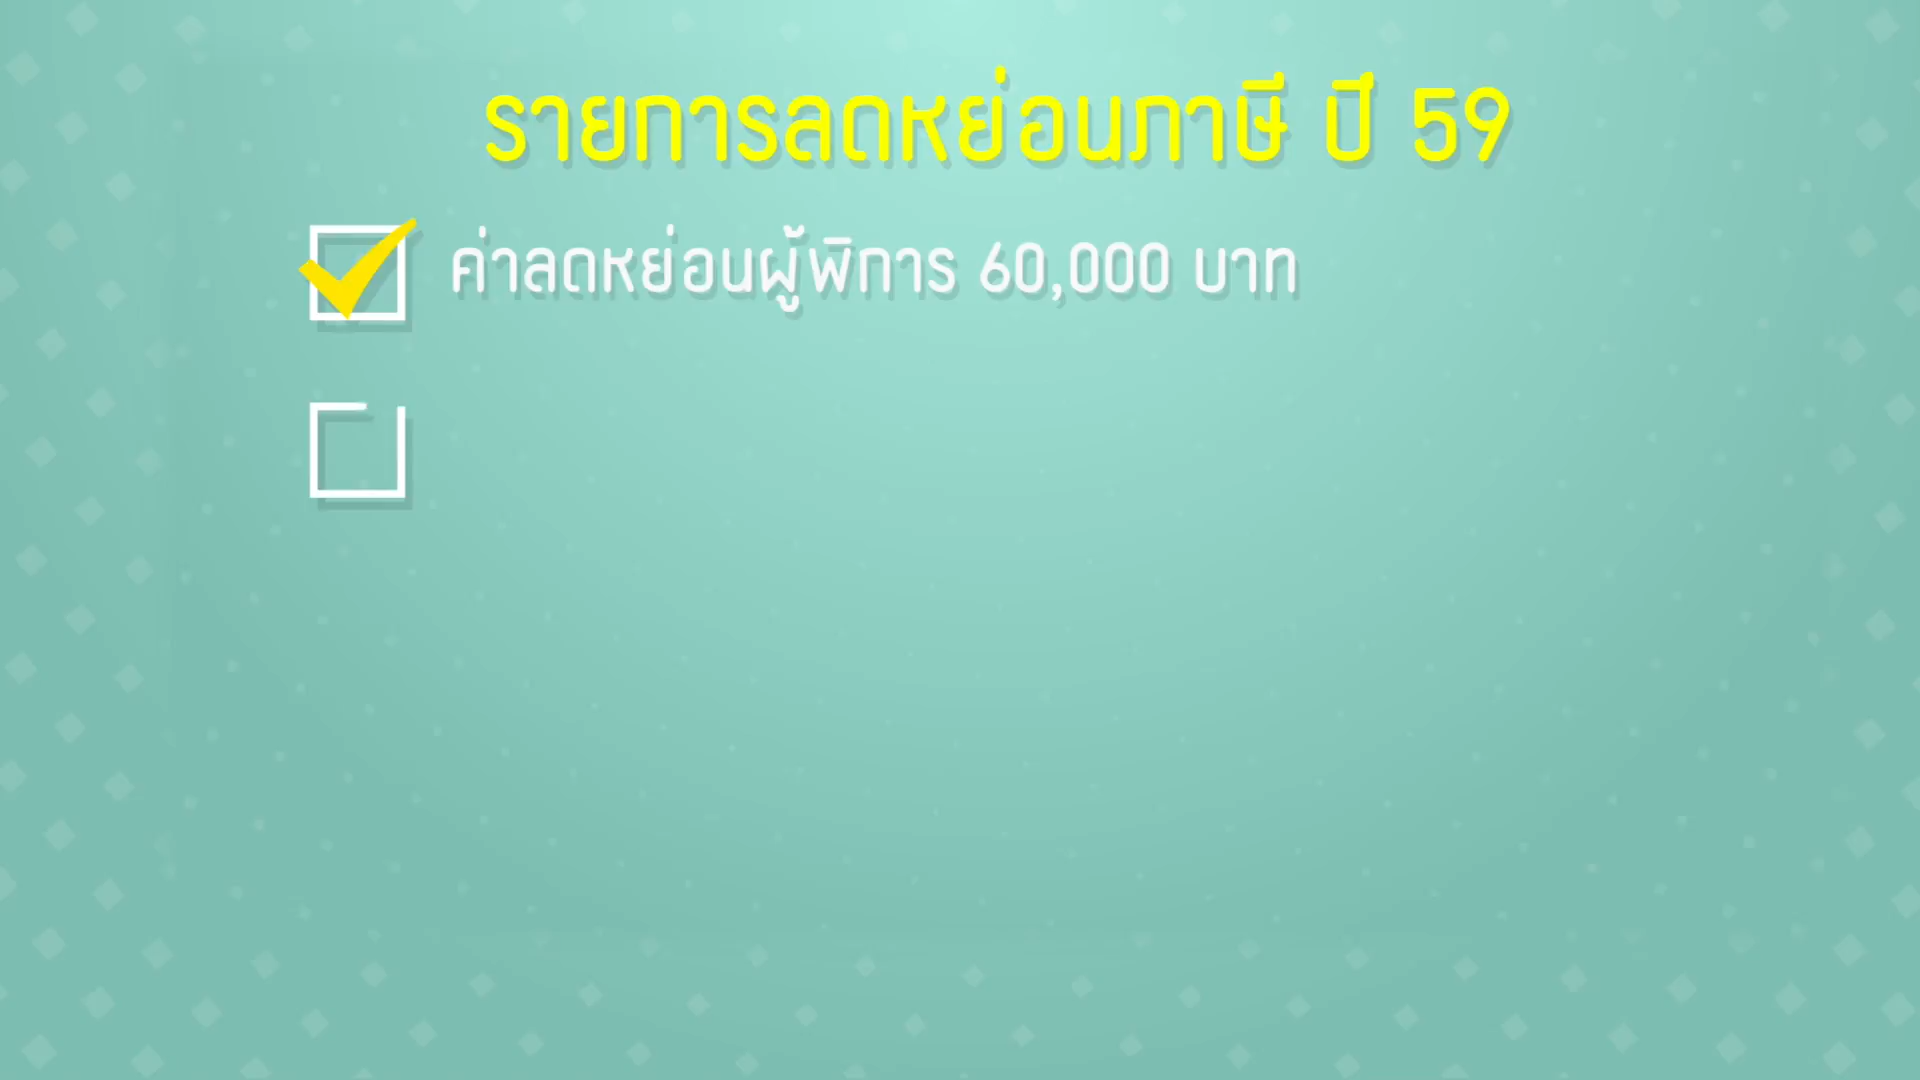 รายการลดหย่อนภาษี ปี 59
ค่าลดหย่อนผู้พิการ 60,000 บาท